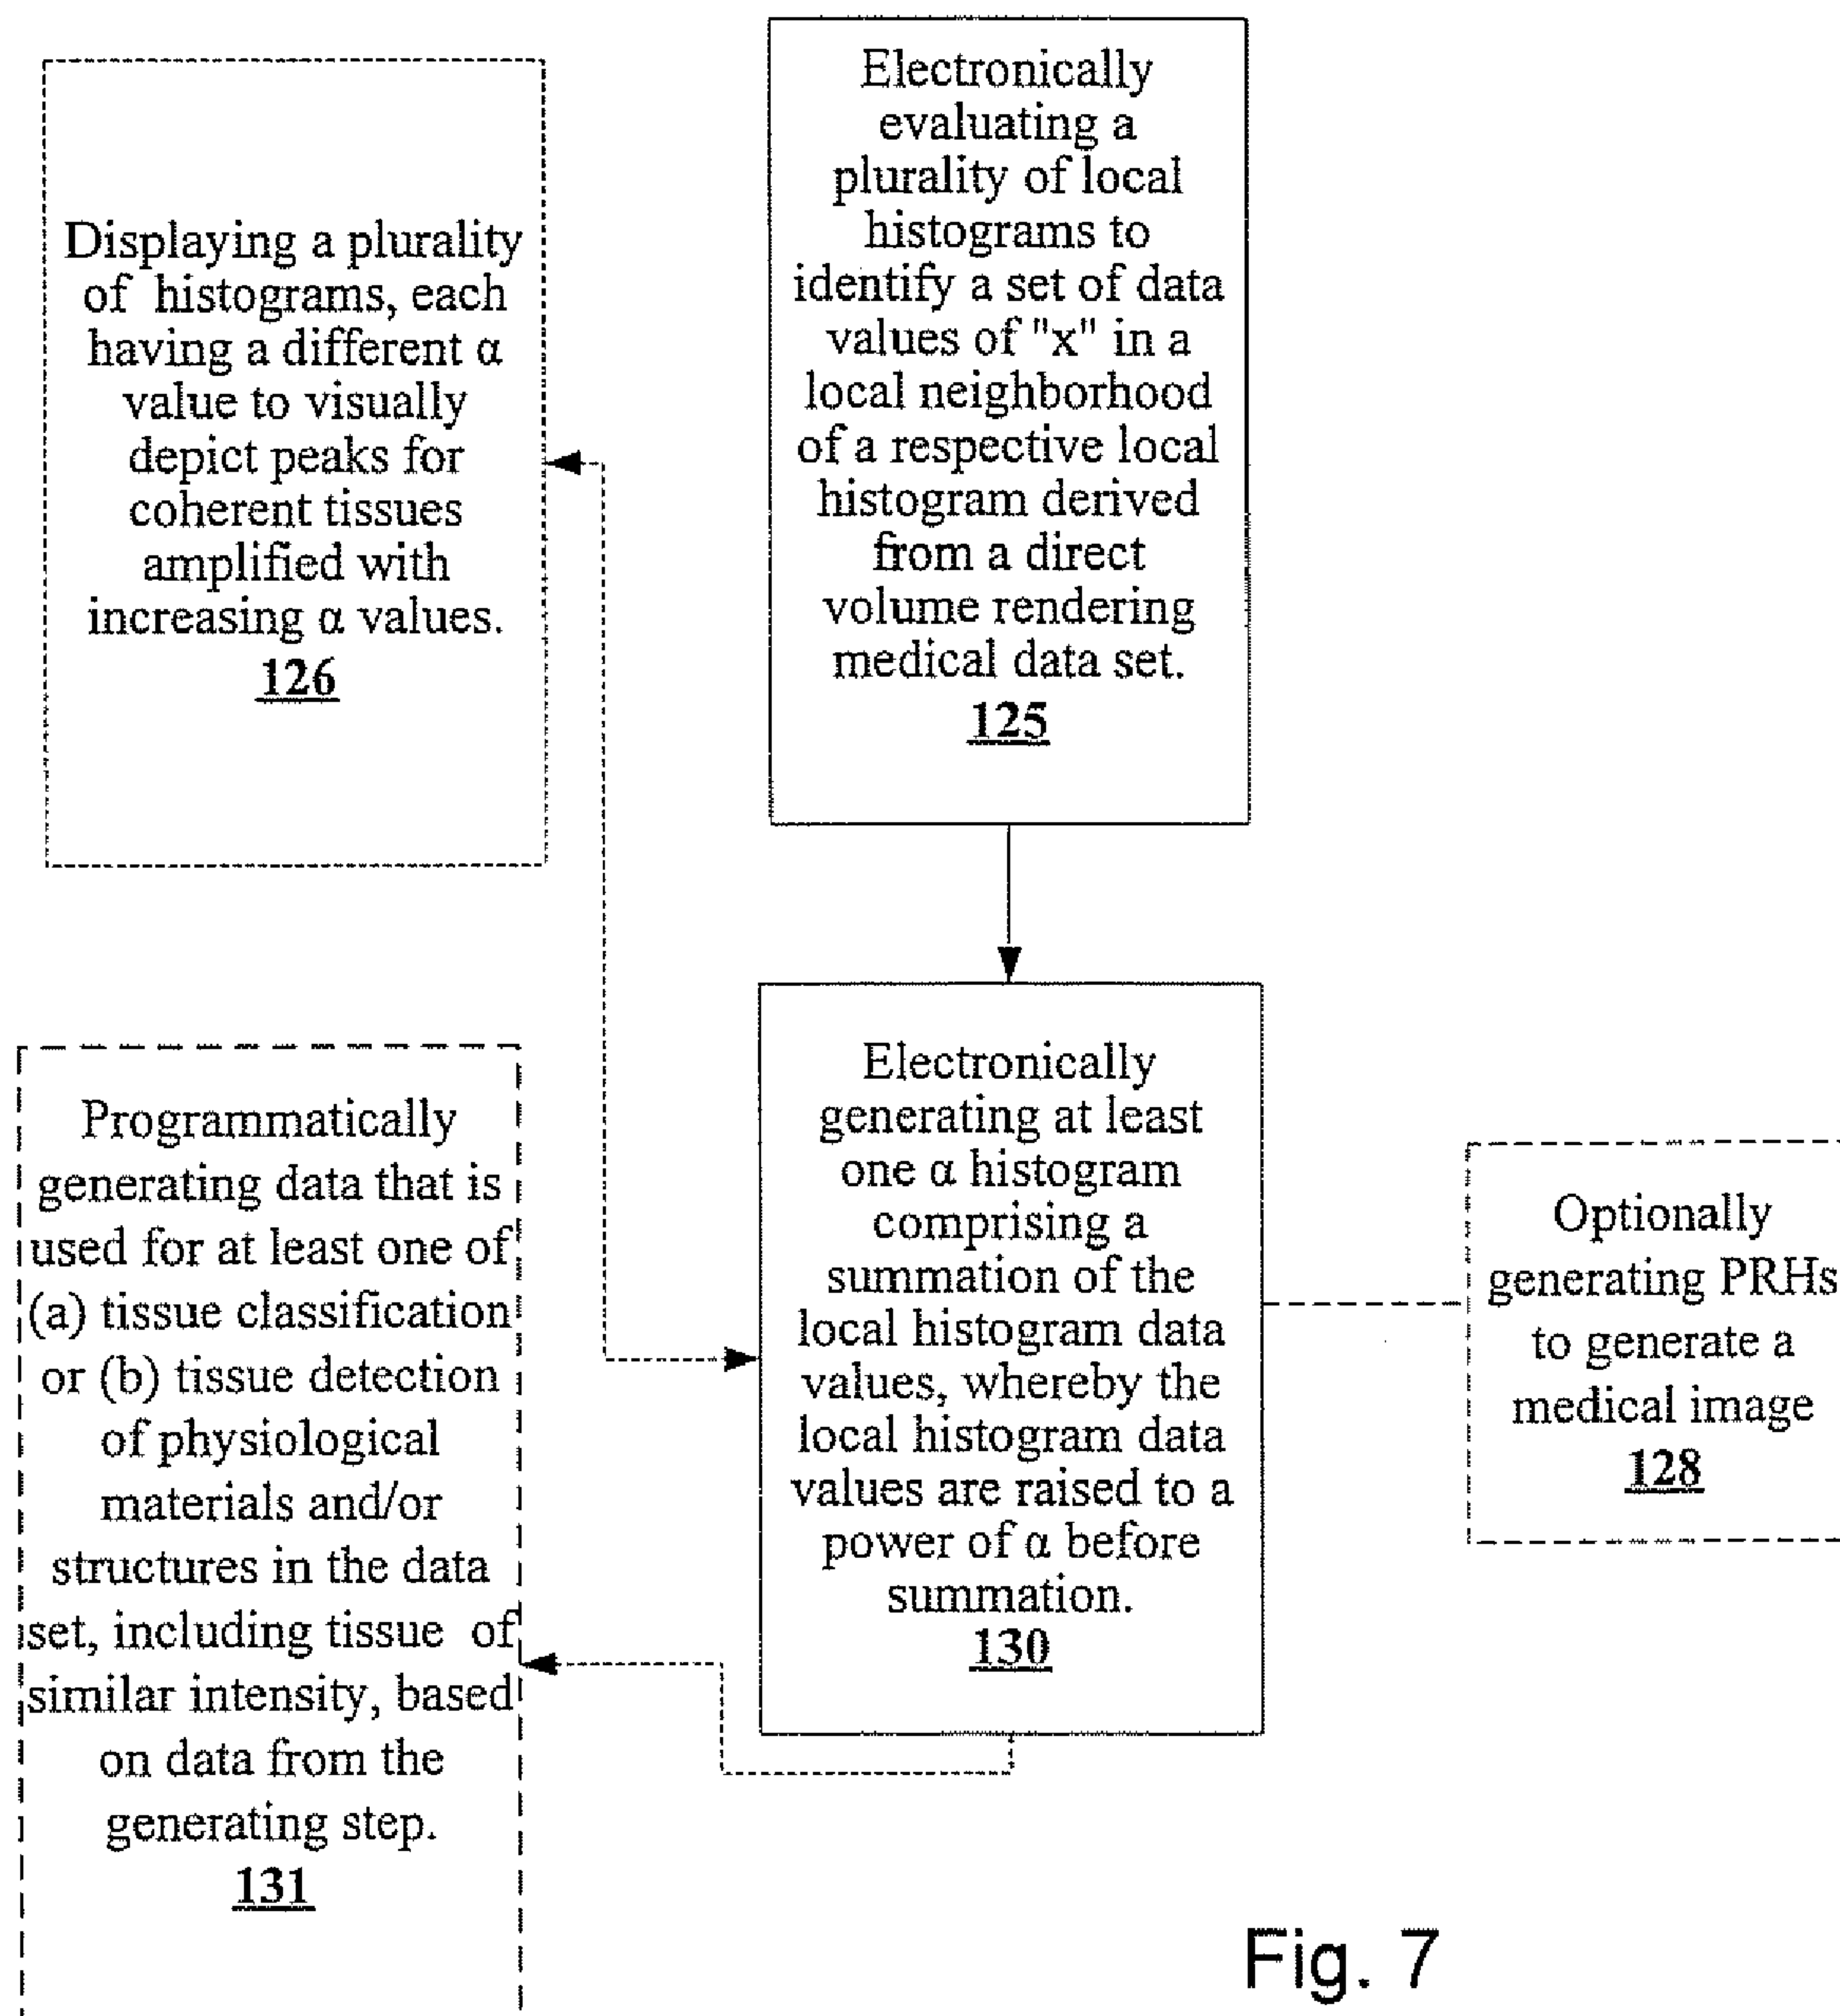 Displaying a plurality
of histograms, each
having a different α
value to visually
depict peaks for
coherent tissues
amplified with
increasing α values.
126
Electronically
evaluating a
plurality of local
histograms to
identify a set of data
values of "x" in a
local neighborhood
of a respective local
histogram derived
from a direct
volume rendering
medical data set.
125
Programmatically
generating data that is
used for at least one of
(a) tissue classification
or (b) tissue detection
of physiological
materials and/or
structures in the data
set, including tissue of
similar intensity, based
on data from the
generating step.
131
Electronically
generating at least
one α histogram
comprising a
summation of the
local histogram data
values, whereby the
local histogram data
values are raised to a
power of α before
summation.
130
Optionally
generating PRHs
to generate a
medical image
128
Fig. 7